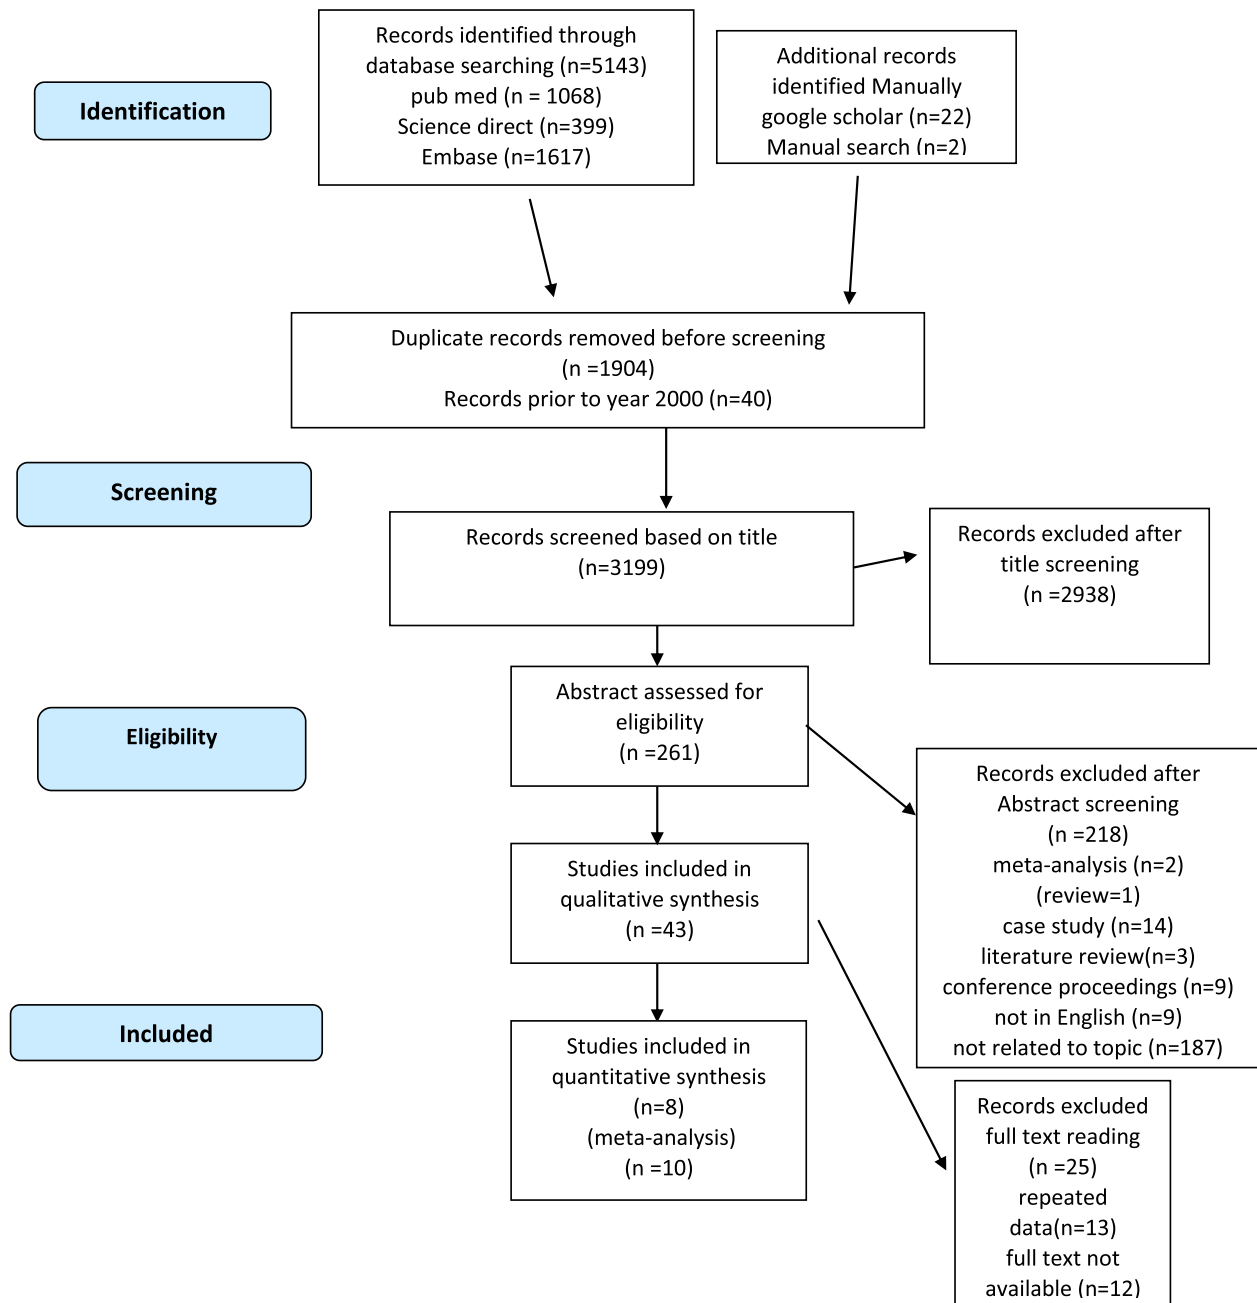 Identification
Records identified through
database searching (n=5143)
pub med (n = 1068)
Science direct (n=399)
Embase (n=1617)
Additional records
identified Manually
google scholar (n=22)
Manual search (n=2)
Duplicate records removed before screening
(n =1904)
Records prior to year 2000 (n=40)
Screening
Records screened based on title
(n=3199)
Records excluded after
title screening
(n =2938)
Eligibility
Abstract assessed for
eligibility
(n =261)
Records excluded after
Abstract screening
(n =218)
meta-analysis (n=2)
(review=1)
case study (n=14)
literature review(n=3)
conference proceedings (n=9)
not in English (n=9)
not related to topic (n=187)
Studies included in
qualitative synthesis
(n =43)
Included
Studies included in
quantitative synthesis
(n=8)
(meta-analysis)
(n =10)
Records excluded
full text reading
(n =25)
repeated
data(n=13)
full text not
available (n=12)